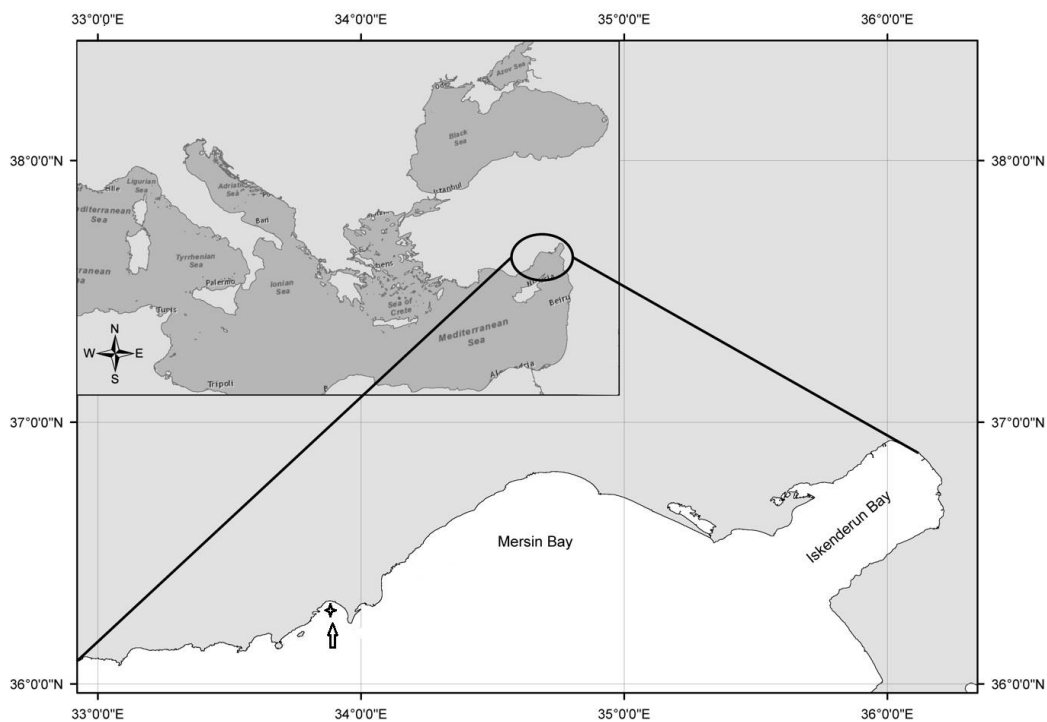 33°0'0"E 34°0'0"E 35°0'0"E 36°0'0"E
Azov Sea
Black
Sea
38°0'0"N 38°0'0"N
Ligurian
Sea
Adriatic
Sea
Istanbul
Bari
Tyrrhenian
Sea
Palermo
Ionian
Sea
Tunis
Sea of
Crete
Mediterranean
Sea
Tripoli
N
W E
S
37°0'0"N 37°0'0"N
Mersin Bay
Iskenderun Bay
36°0'0"N 36°0'0"N
33°0'0"E 34°0'0"E 35°0'0"E 36°0'0"E